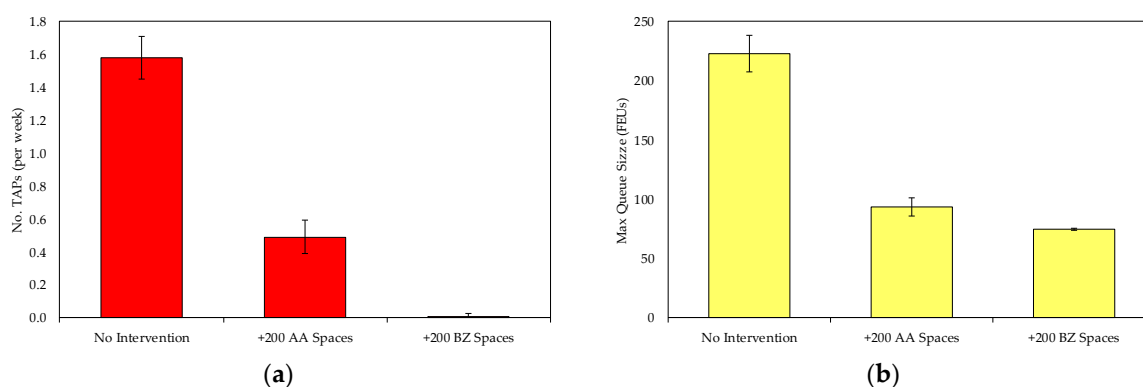 1.8
1.6
1.4
1.2
1.0
0.8
0.6
0.4
0.2
0.0
No. TAPs (per week)
No Intervention +200 AA Spaces +200 BZ Spaces
(a)
250
200
150
100
50
0
Max Queue Sizze (FEUs)
No Intervention +200 AA Spaces +200 BZ Spaces
(b)